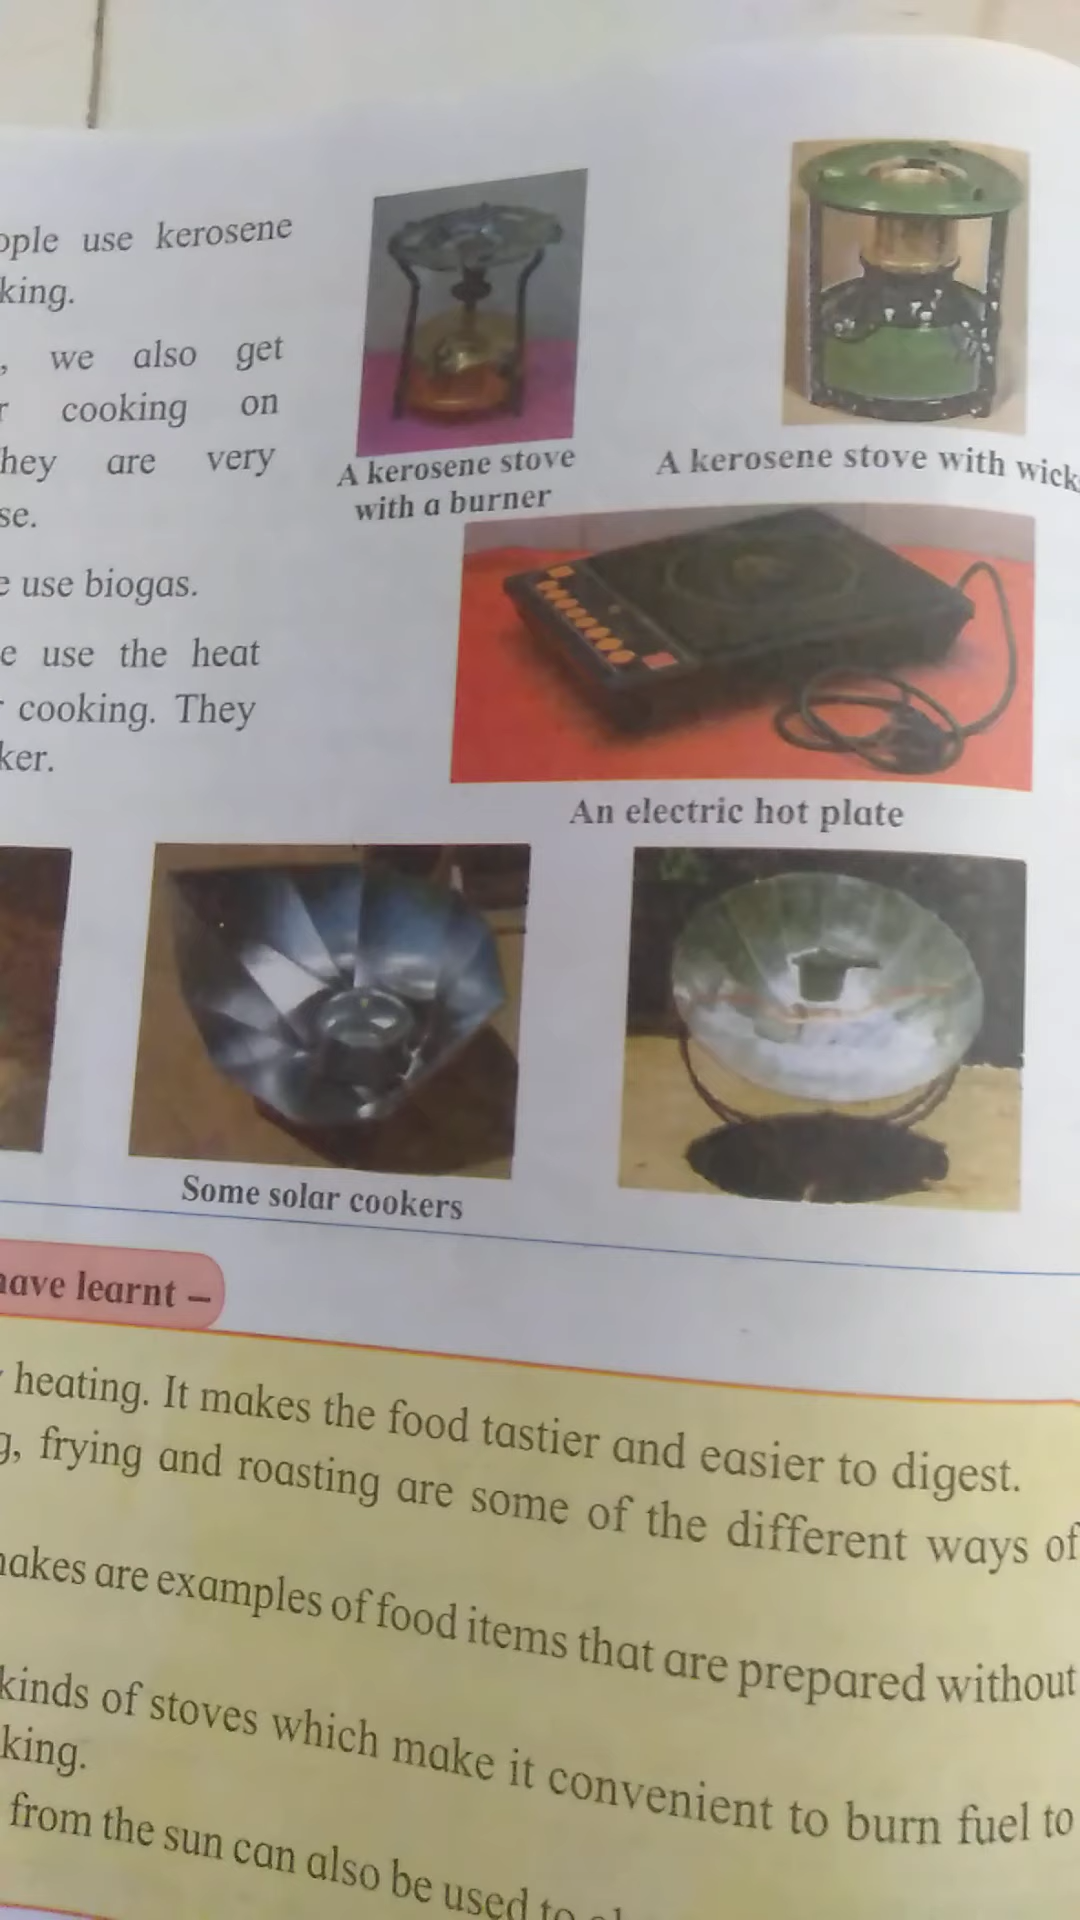 use kerosene
king.
, we also get
cooking on
are very
se.
use biogas.
use the heat
cooking. They
ker.
A kerosene stove
with a burner
A kerosene stove with wick
An electric hot plate
Some solar cookers
have learnt –
heating. It makes the food tastier and easier to digest.
g, frying and roasting are some of the different ways of
akes are examples of food items that are prepared without
kinds of stoves which make it convenient to burn fuel to
king.
from the sun can also be used to